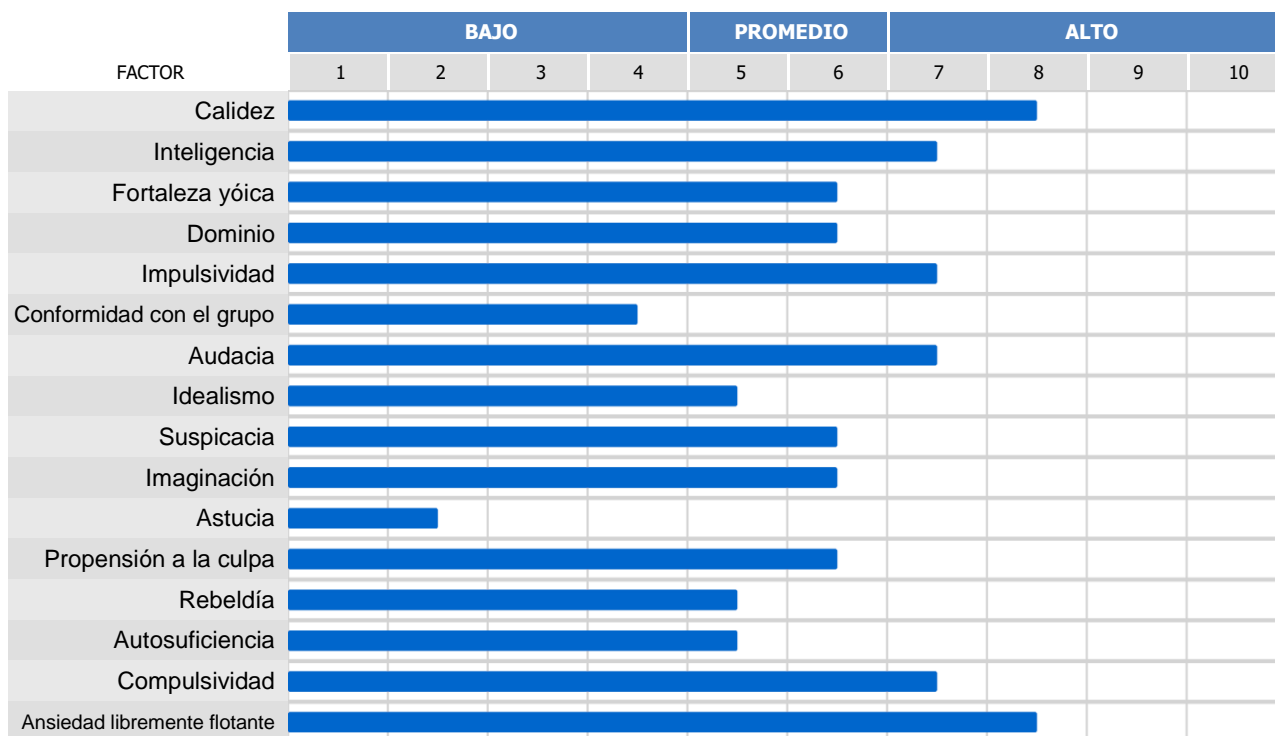 BAJO PROMEDIO ALTO
FACTOR 1 2 3 4 5 6 7 8 9 10
Calidez
Inteligencia
Fortaleza yóica
Dominio
Impulsividad
Conformidad con el grupo
Audacia
Idealismo
Suspicacia
Imaginación
Astucia
Propensión a la culpa
Rebeldía
Autosuficiencia
Compulsividad
Ansiedad libremente flotante